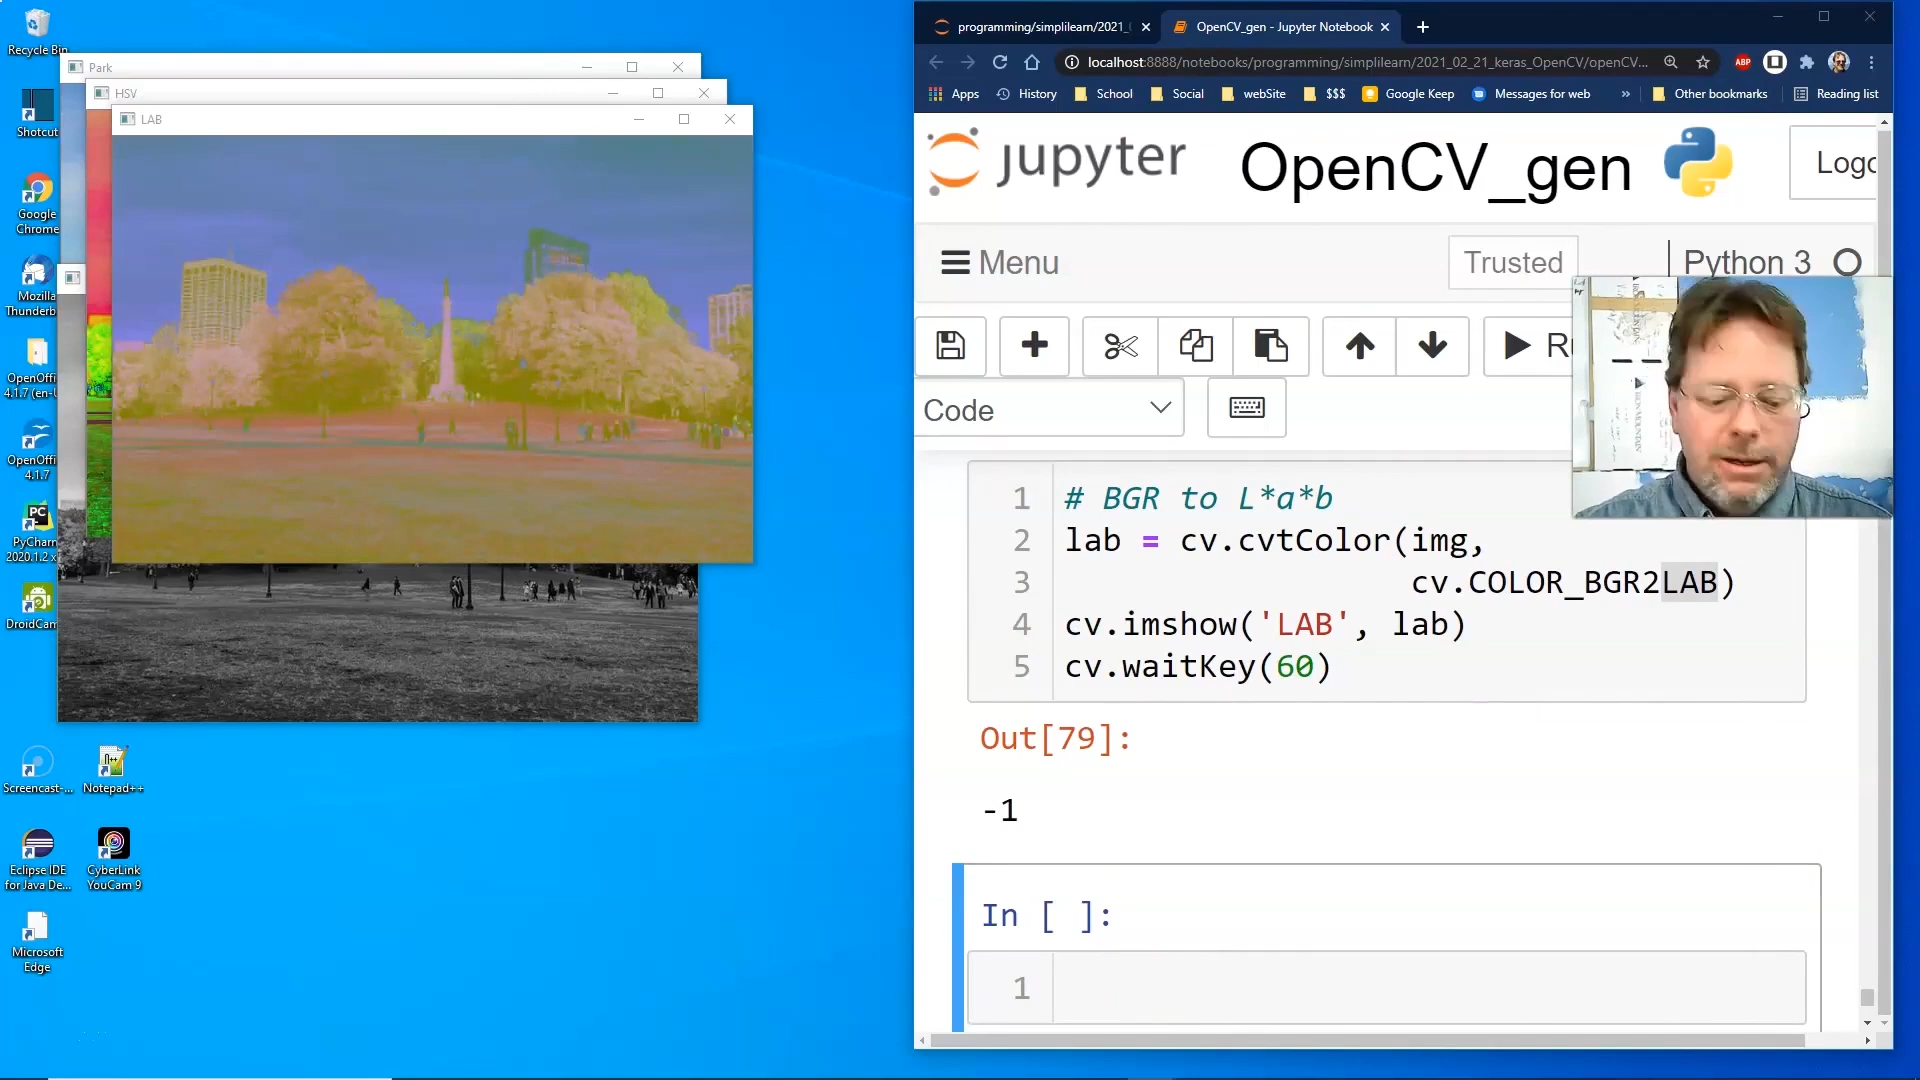 Recycle Bin
Shotcut
Google
Chrome
Mozilla
Thunderb
OpenOffi
4.1.7 (en-U
OpenOffi
4.1.7
PC
PyCharm
2020.1.2 x
DroidCam
Screencast-...
Notepad++
Eclipse IDE
for Java De...
CyberLink
YouCam 9
Microsoft
Edge
Park
HSV
LAB
programming/simplilearn/2021_
OpenCV_gen - Jupyter Notebook
localhost:8888/notebooks/programming/simplilearn/2021_02_21_keras_OpenCV/openCV...
ABP
Apps
History
School
Social
webSite
$$$
Google Keep
Messages for web
»
Other bookmarks
Reading list
jupyter
OpenCV_gen
Logo
Menu
Trusted
Python 3
R
Code
1 # BGR to L*a*b
2 lab = cv.cvtColor(img,
3 cv.COLOR_BGR2LAB)
4 cv.imshow('LAB', lab)
5 cv.waitKey(60)
Out[79]:
-1
In [ ]:
1